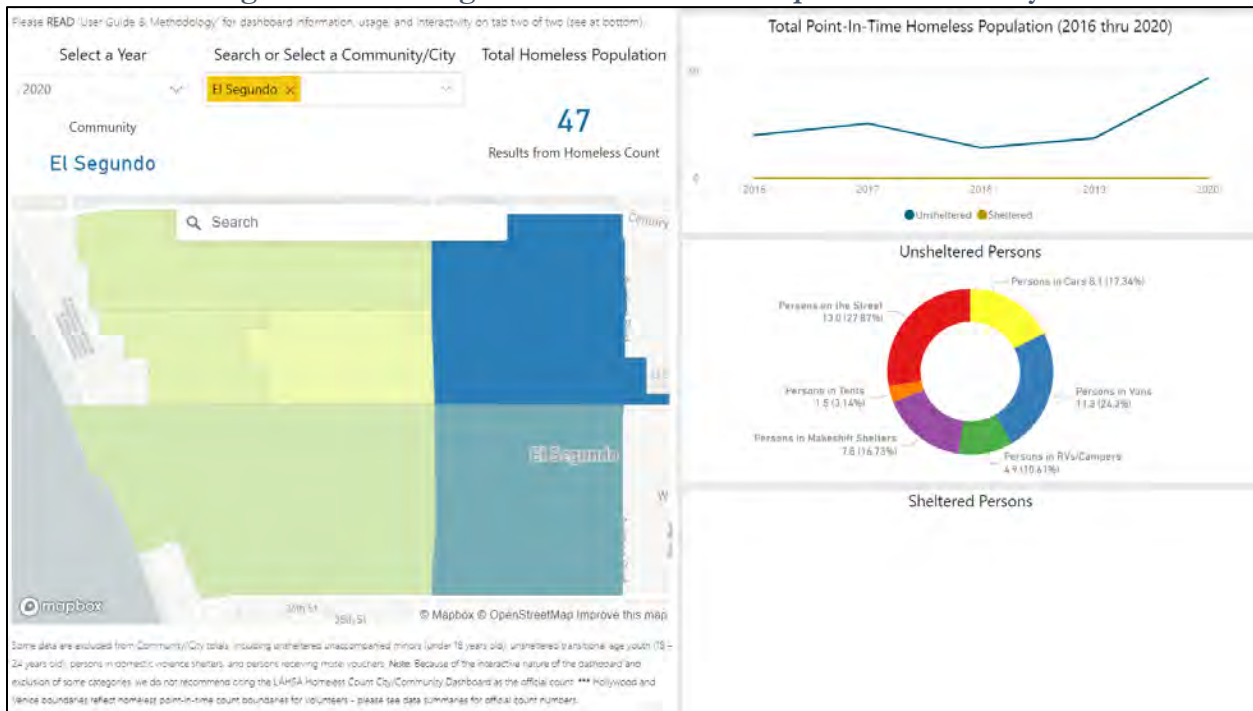 Please READ 'User Guide & Methodology' for dashboard information, usage, and interactivity on tab two of two (see at bottom).
Select a Year
Search or Select a Community/City
Total Homeless Population
2020
El Segundo ×
47
Community
Results from Homeless Count
El Segundo
Search
Century
El Segundo
W
mapbox
35th St
© Mapbox © OpenStreetMap Improve this map
Some data are excluded from Community/City totals, including unsheltered unaccompanied minors (under 18 years old), unsheltered transitional age youth (18 –
24 years old), persons in domestic violence shelters, and persons receiving motel vouchers. Note: Because of the interactive nature of the dashboard and
exclusion of some categories, we do not recommend citing the LAHSA Homeless Count City/Community Dashboard as the official count. *** Hollywood and
Venice boundaries reflect homeless point-in-time count boundaries for volunteers – please see data summaries for official count numbers.
Total Point-In-Time Homeless Population (2016 thru 2020)
0
2016 2017 2018 2019 2020
Unsheltered Sheltered
Unsheltered Persons
Persons in Cars 8.1 (17.34%)
Persons on the Street
13.0 (27.87%)
Persons in Tents
1.5 (3.14%)
Persons in Vans
11.3 (24.3%)
Persons in Makeshift Shelters
7.8 (16.73%)
Persons in RVs/Campers
4.9 (10.61%)
Sheltered Persons